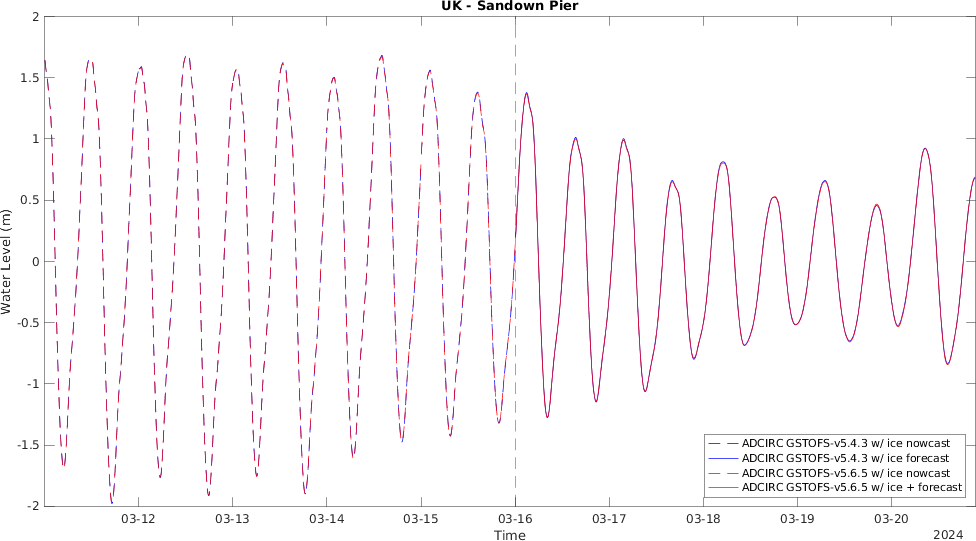 UK - Sandown Pier
2
1.5
1
0.5
0
-0.5
-1
-1.5
-2
Water Level (m)
ADCIRC GSTOFS-v5.4.3 w/ ice nowcast
ADCIRC GSTOFS-v5.4.3 w/ ice forecast
ADCIRC GSTOFS-v5.6.5 w/ ice nowcast
ADCIRC GSTOFS-v5.6.5 w/ ice + forecast
03-12 03-13 03-14 03-15 03-16 03-17 03-18 03-19 03-20
Time
2024